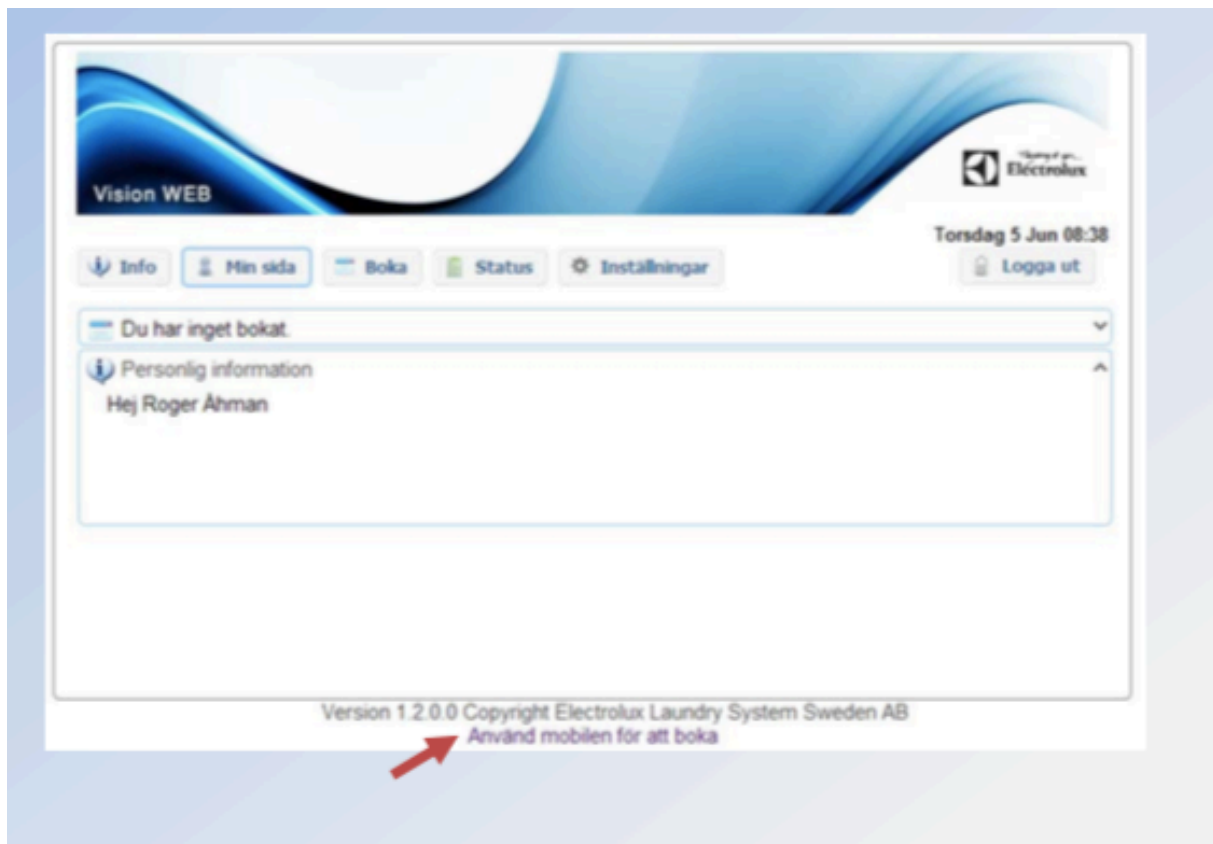 Vision WEB
Electrolux
Torsdag 5 Jun 08:38
Info Min sida Boka Status Inställningar Logga ut
Du har inget bokat.
Personlig information
Hej Roger Åhman
Version 1.2.0.0 Copyright Electrolux Laundry System Sweden AB
Använd mobilen för att boka